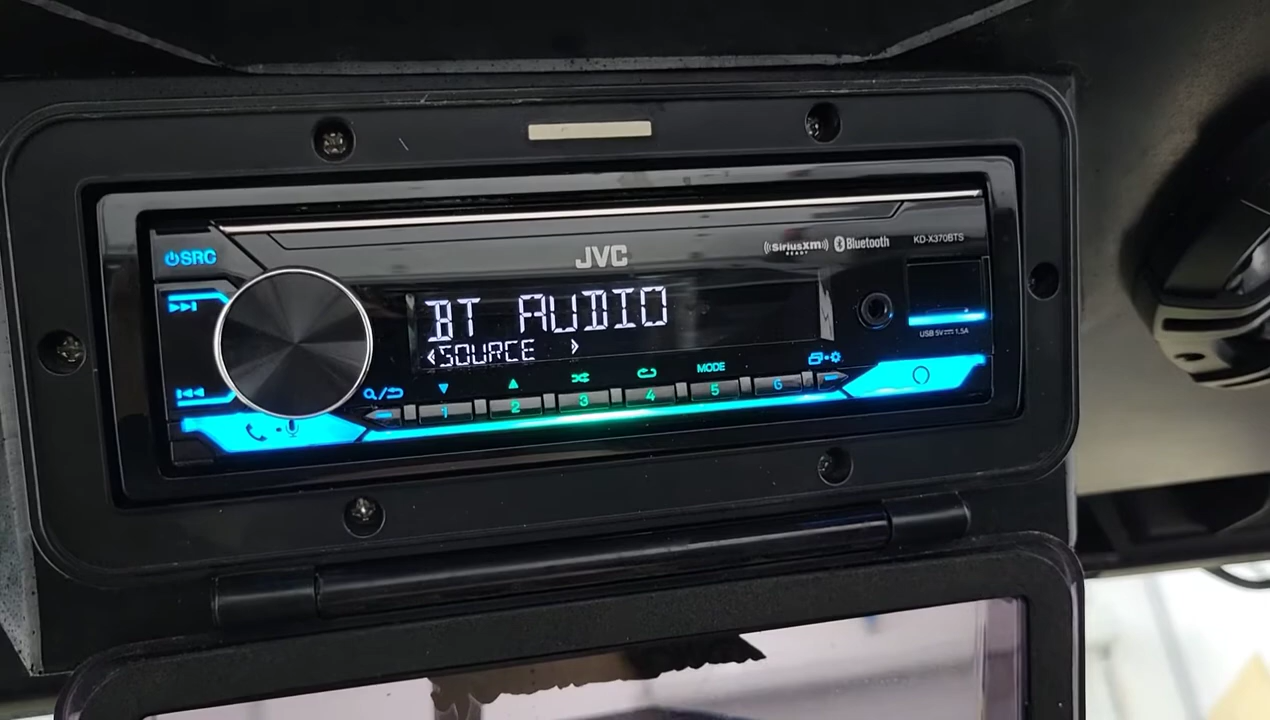 SRC
JVC
((SiriusXM))
READY
Bluetooth
KD-X370BTS
BT AUDIO
SOURCE
USB 5V 1.5A
MODE
1 2 3 4 5 6